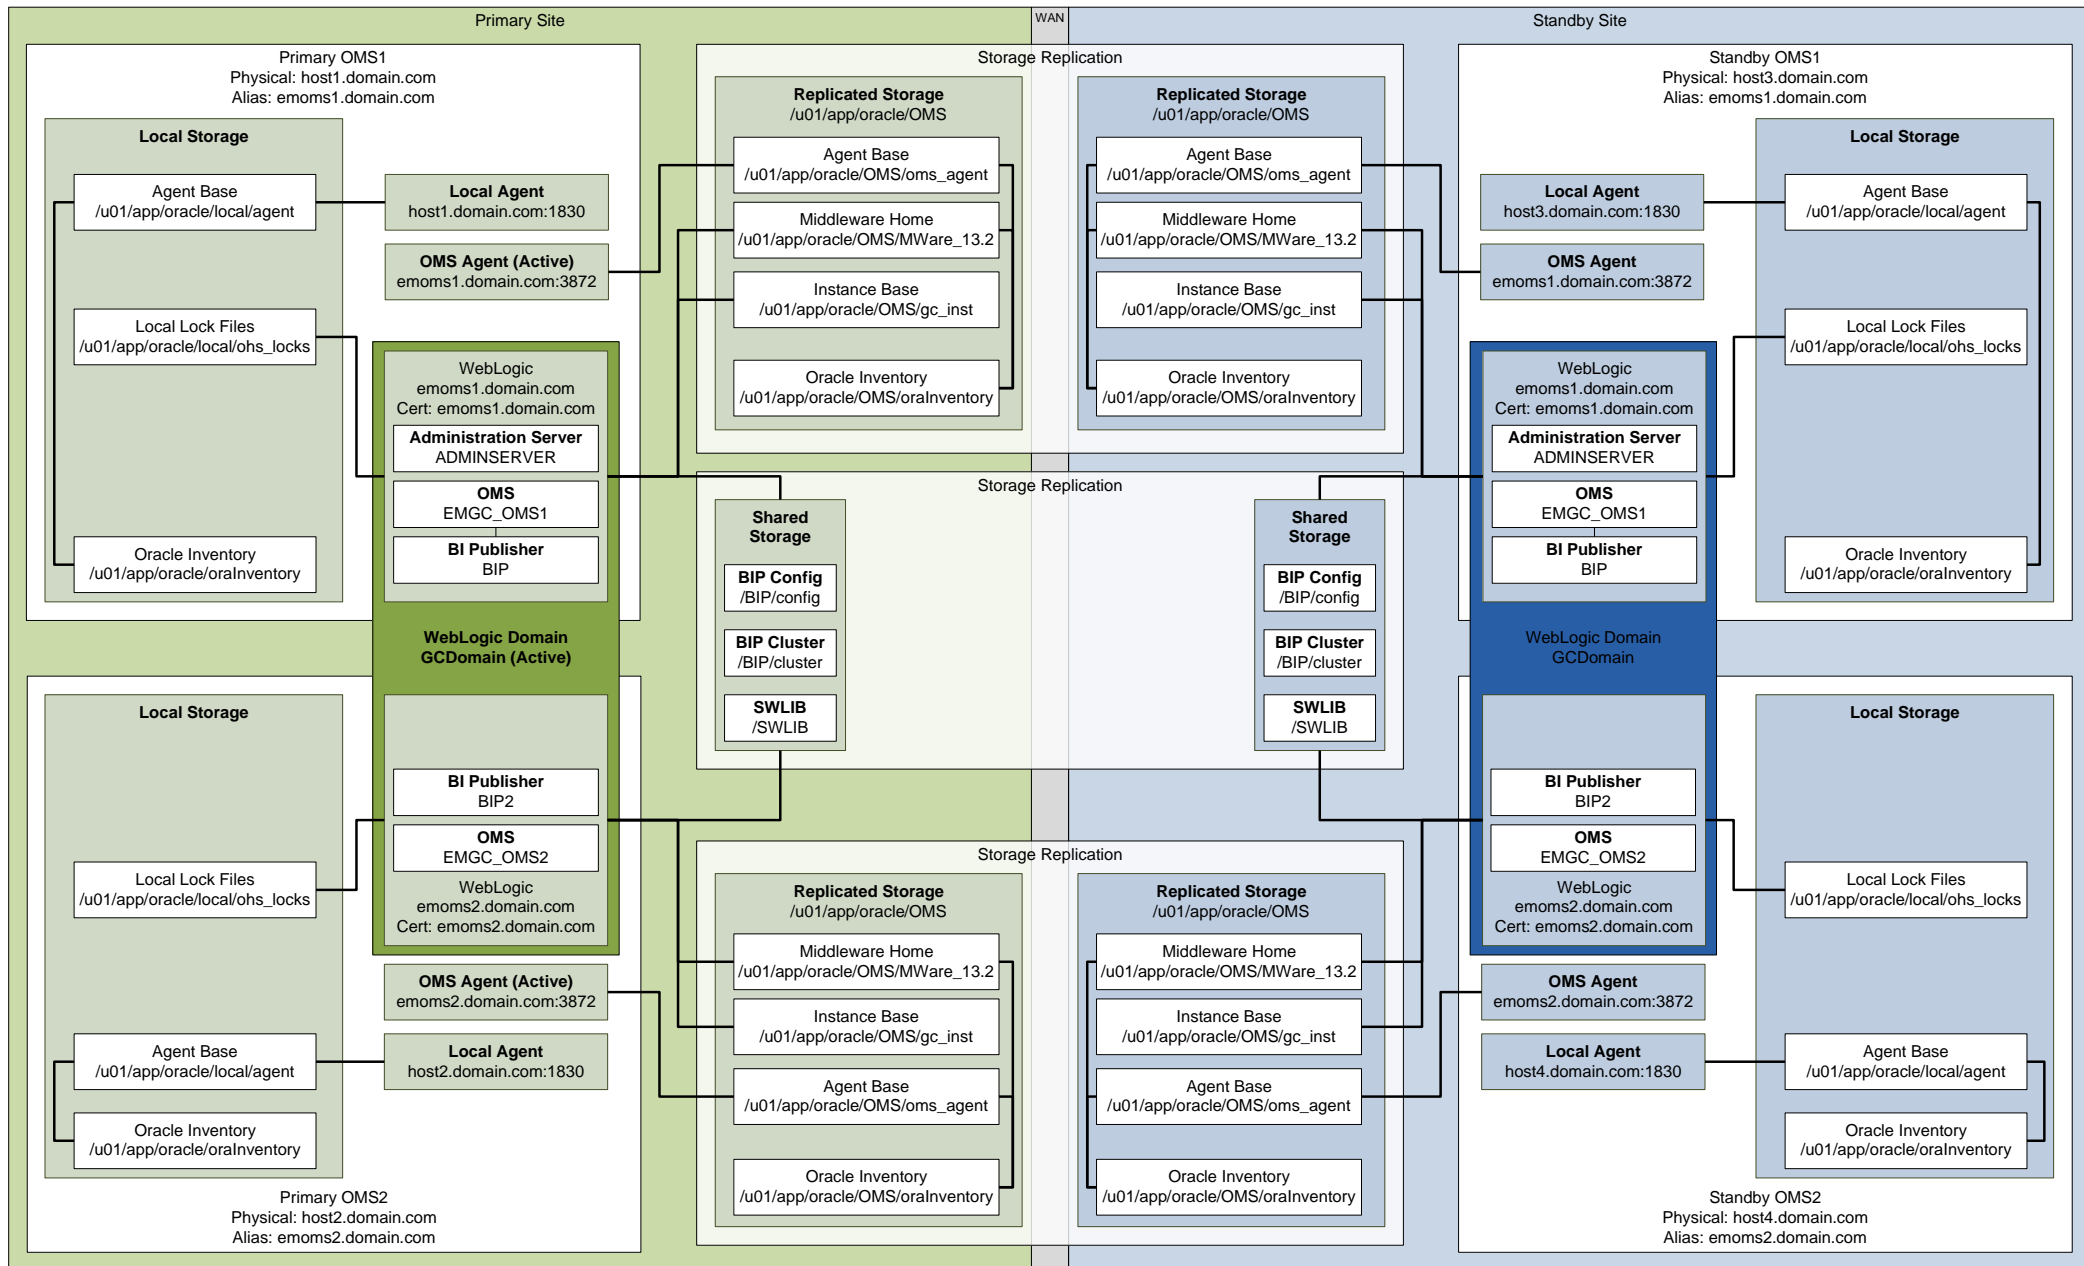 Primary Site
WAN
Standby Site
Primary OMS1
Physical: host1.domain.com
Alias: emoms1.domain.com
Local Storage
Agent Base
/u01/app/oracle/local/agent
Local Lock Files
/u01/app/oracle/local/ohs_locks
Oracle Inventory
/u01/app/oracle/oraInventory
Local Agent
host1.domain.com:1830
OMS Agent (Active)
emoms1.domain.com:3872
WebLogic
emoms1.domain.com
Cert: emoms1.domain.com
Administration Server
ADMINSERVER
OMS
EMGC_OMS1
BI Publisher
BIP
WebLogic Domain
GCDomain (Active)
BI Publisher
BIP2
OMS
EMGC_OMS2
WebLogic
emoms2.domain.com
Cert: emoms2.domain.com
OMS Agent (Active)
emoms2.domain.com:3872
Local Agent
host2.domain.com:1830
Local Storage
Local Lock Files
/u01/app/oracle/local/ohs_locks
Agent Base
/u01/app/oracle/local/agent
Oracle Inventory
/u01/app/oracle/oraInventory
Primary OMS2
Physical: host2.domain.com
Alias: emoms2.domain.com
Storage Replication
Replicated Storage
/u01/app/oracle/OMS
Agent Base
/u01/app/oracle/OMS/oms_agent
Middleware Home
/u01/app/oracle/OMS/MWare_13.2
Instance Base
/u01/app/oracle/OMS/gc_inst
Oracle Inventory
/u01/app/oracle/OMS/oraInventory
Replicated Storage
/u01/app/oracle/OMS
Agent Base
/u01/app/oracle/OMS/oms_agent
Middleware Home
/u01/app/oracle/OMS/MWare_13.2
Instance Base
/u01/app/oracle/OMS/gc_inst
Oracle Inventory
/u01/app/oracle/OMS/oraInventory
Storage Replication
Shared
Storage
BIP Config
/BIP/config
BIP Cluster
/BIP/cluster
SWLIB
/SWLIB
Shared
Storage
BIP Config
/BIP/config
BIP Cluster
/BIP/cluster
SWLIB
/SWLIB
Storage Replication
Replicated Storage
/u01/app/oracle/OMS
Middleware Home
/u01/app/oracle/OMS/MWare_13.2
Instance Base
/u01/app/oracle/OMS/gc_inst
Agent Base
/u01/app/oracle/OMS/oms_agent
Oracle Inventory
/u01/app/oracle/OMS/oraInventory
Replicated Storage
/u01/app/oracle/OMS
Middleware Home
/u01/app/oracle/OMS/MWare_13.2
Instance Base
/u01/app/oracle/OMS/gc_inst
Agent Base
/u01/app/oracle/OMS/oms_agent
Oracle Inventory
/u01/app/oracle/OMS/oraInventory
Standby OMS1
Physical: host3.domain.com
Alias: emoms1.domain.com
Local Agent
host3.domain.com:1830
OMS Agent
emoms1.domain.com:3872
Local Storage
Agent Base
/u01/app/oracle/local/agent
Local Lock Files
/u01/app/oracle/local/ohs_locks
Oracle Inventory
/u01/app/oracle/oraInventory
WebLogic
emoms1.domain.com
Cert: emoms1.domain.com
Administration Server
ADMINSERVER
OMS
EMGC_OMS1
BI Publisher
BIP
WebLogic Domain
GCDomain
BI Publisher
BIP2
OMS
EMGC_OMS2
WebLogic
emoms2.domain.com
Cert: emoms2.domain.com
OMS Agent
emoms2.domain.com:3872
Local Agent
host4.domain.com:1830
Local Storage
Local Lock Files
/u01/app/oracle/local/ohs_locks
Agent Base
/u01/app/oracle/local/agent
Oracle Inventory
/u01/app/oracle/oraInventory
Standby OMS2
Physical: host4.domain.com
Alias: emoms2.domain.com